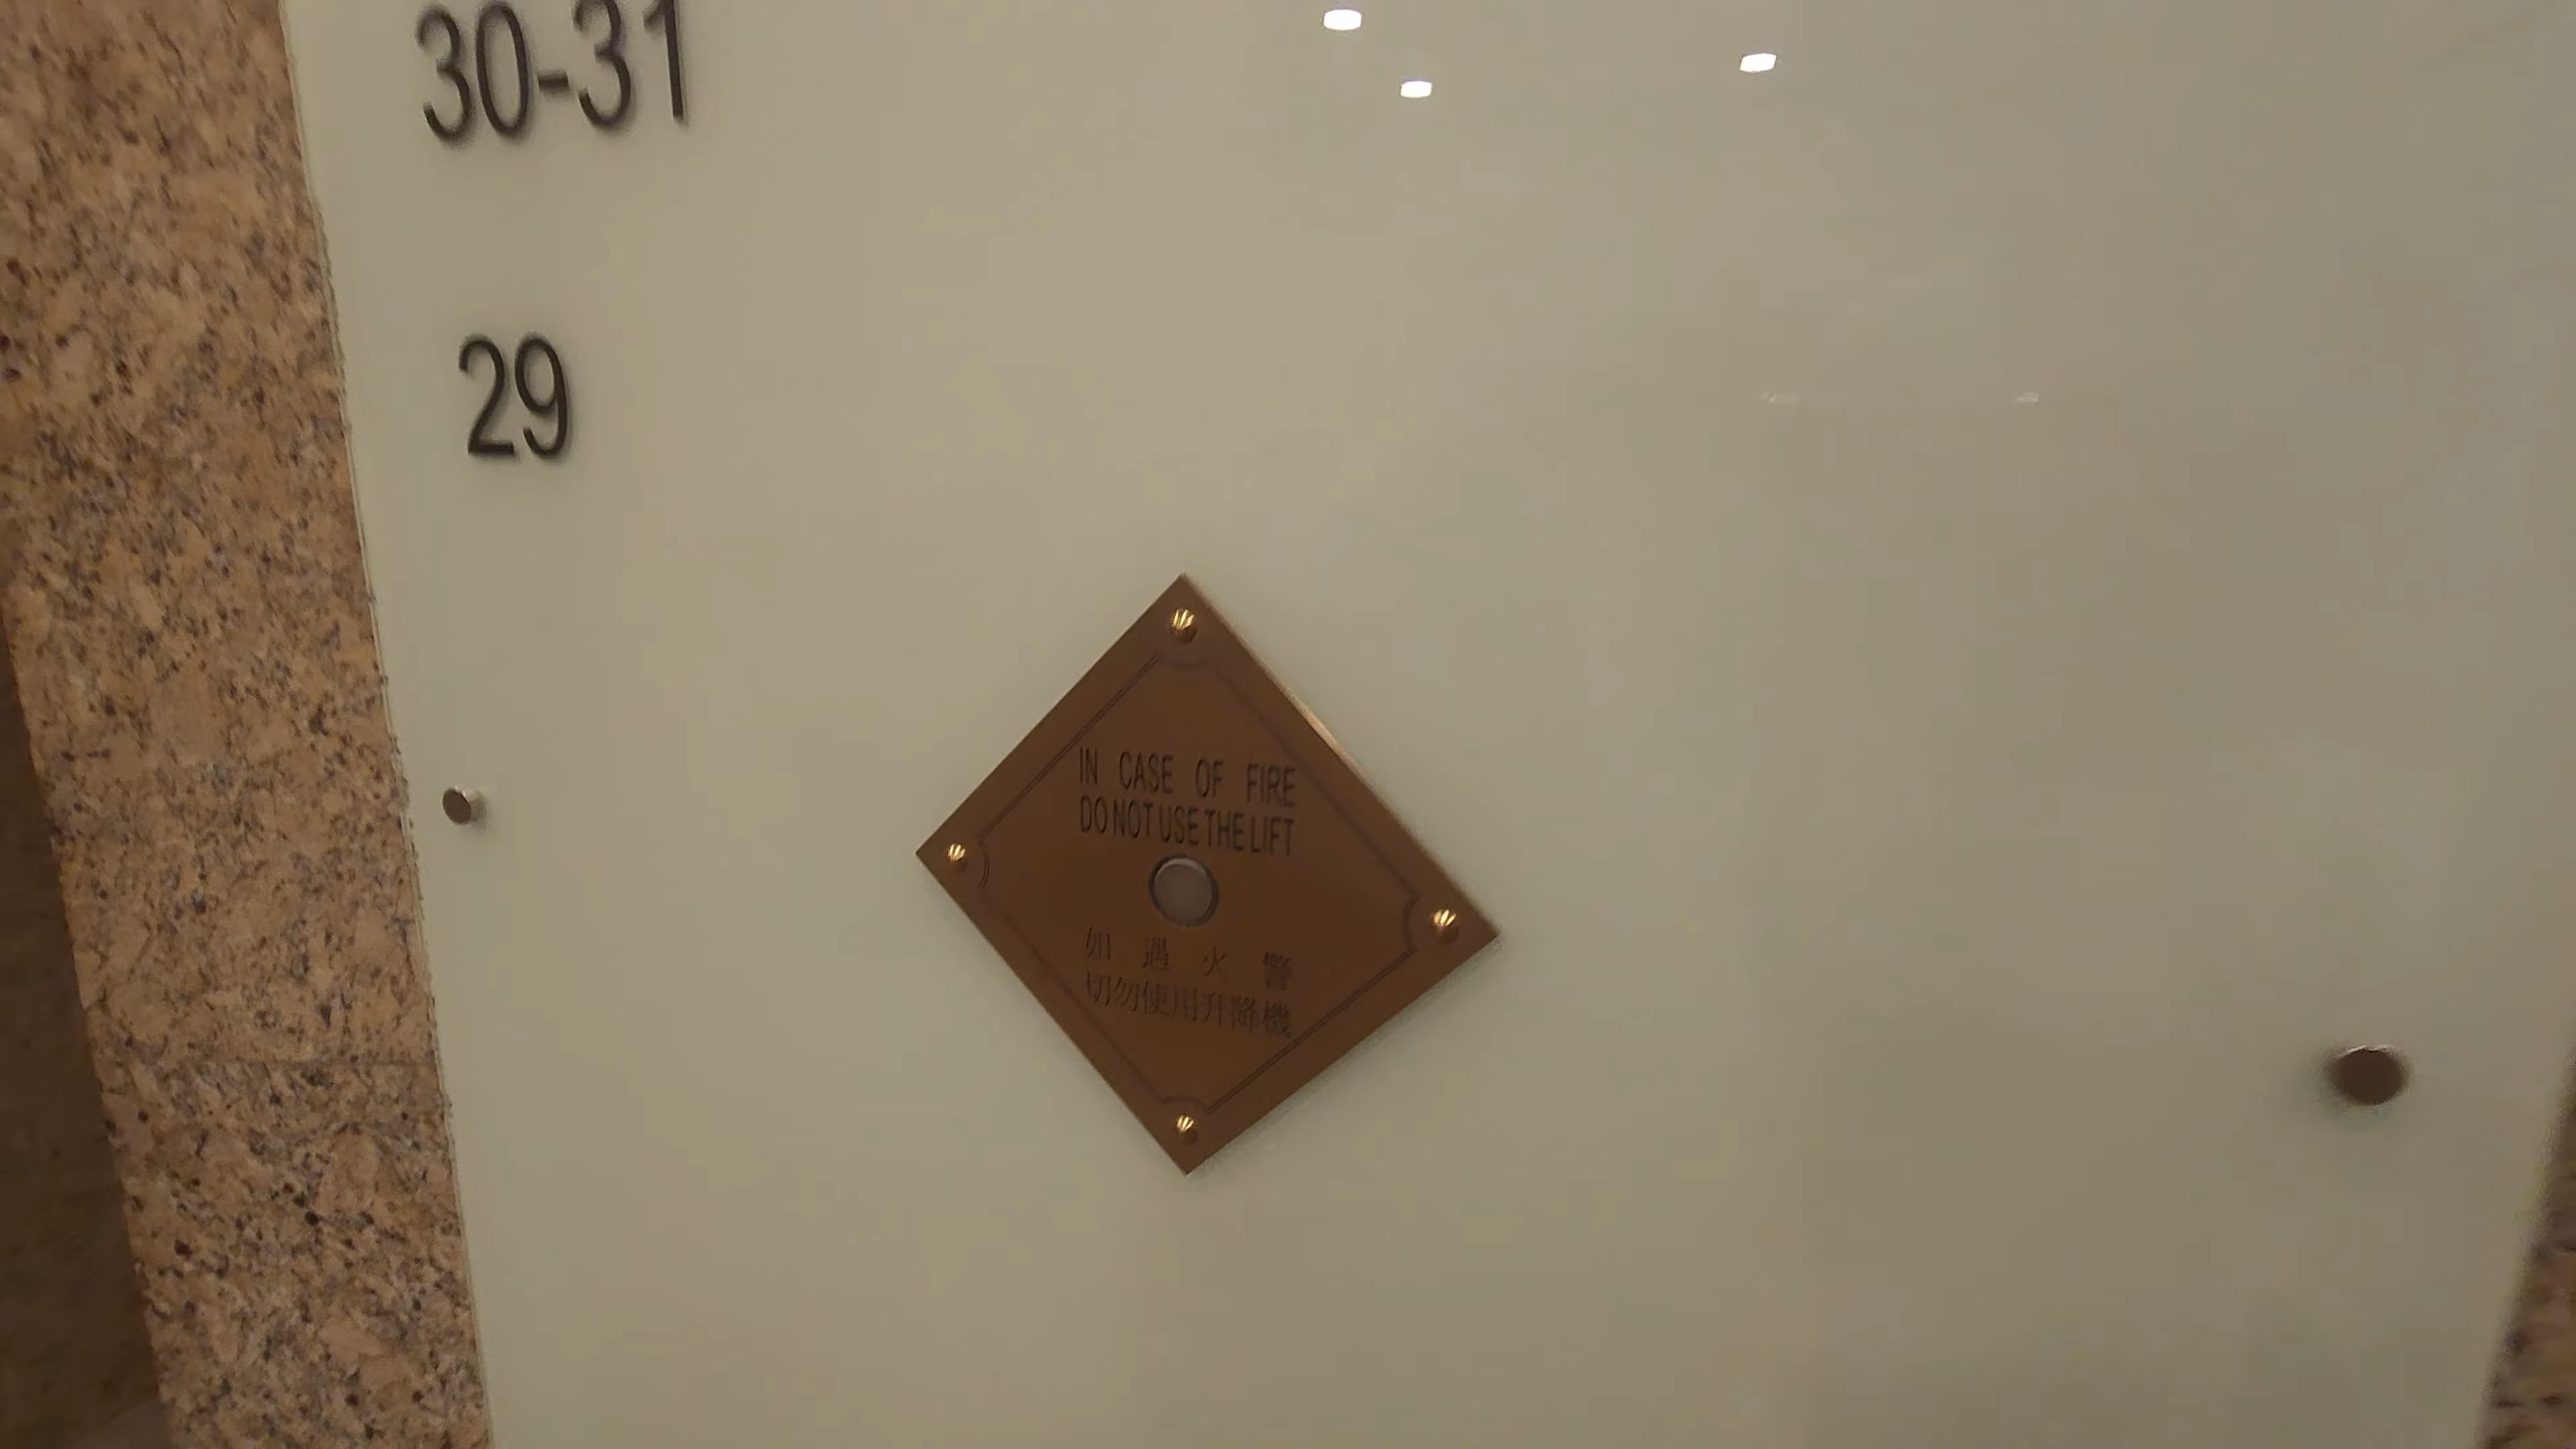 30-31
29
IN CASE OF FIRE
DO NOT USE THE LIFT
如遇火警
切勿使用升降機